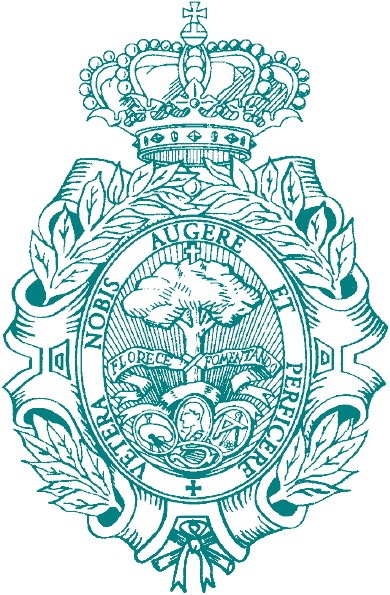 VETERA NOBIS AUGERE ET PERFICERE
FLORECE FOMENTANDO